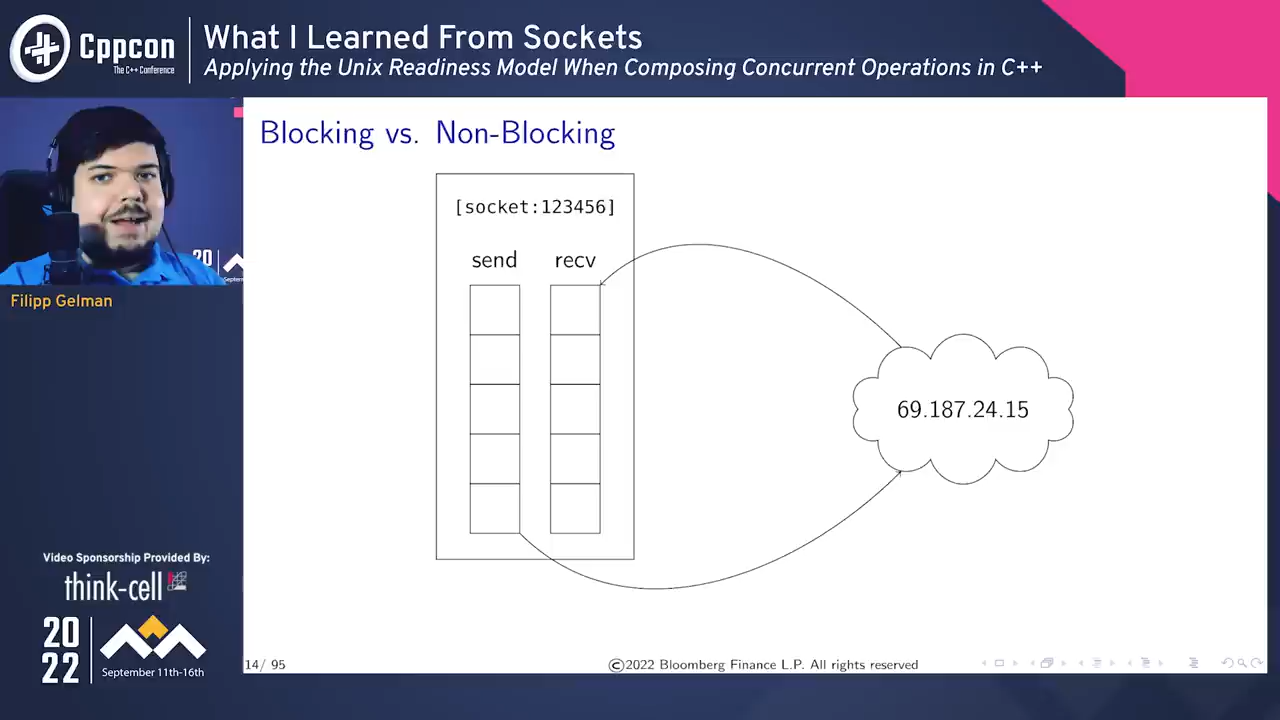 Cppcon
The C++ Conference
What I Learned From Sockets
Applying the Unix Readiness Model When Composing Concurrent Operations in C++
20
Filipp Gelman
Blocking vs. Non-Blocking
[socket:123456]
send recv
69.187.24.15
Video Sponsorship Provided By:
think-cell
20
22
September 11th-16th
14/ 95
©2022 Bloomberg Finance L.P. All rights reserved